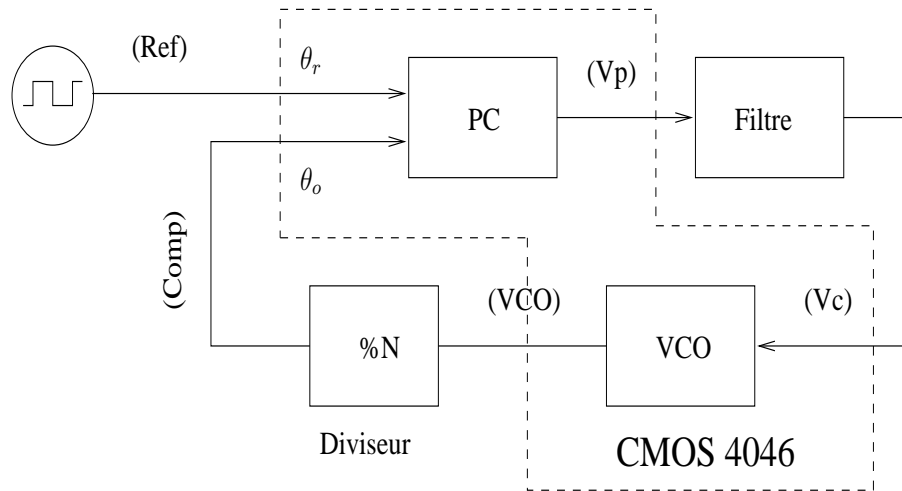 (Ref)
θr
(Vp)
PC
Filtre
θo
(Comp)
(VCO)
(Vc)
%N
VCO
Diviseur
CMOS 4046